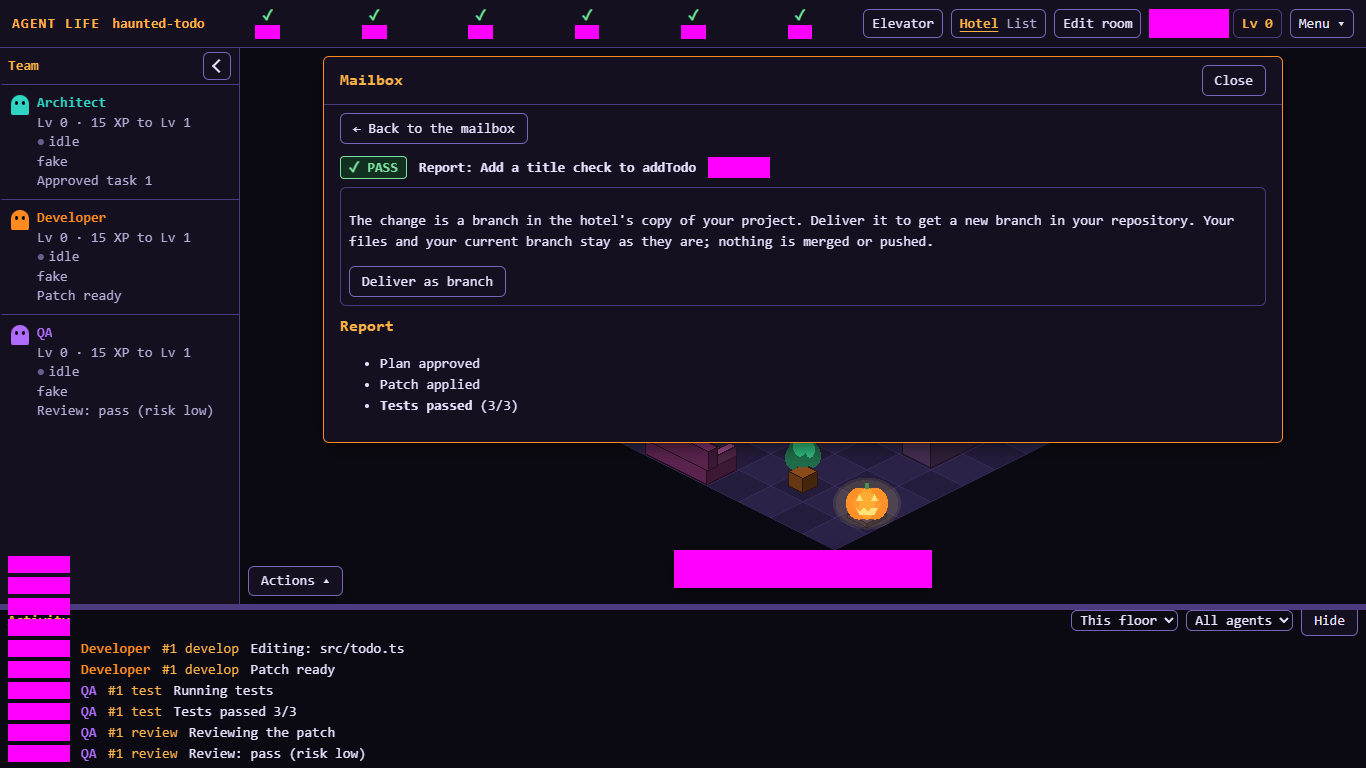 AGENT LIFE haunted-todo ✓ ✓ ✓ ✓ ✓ ✓ Elevator Hotel List Edit room Lv 0 Menu ▾
Team
Architect
Lv 0 · 15 XP to Lv 1
idle
fake
Approved task 1
Developer
Lv 0 · 15 XP to Lv 1
idle
fake
Patch ready
QA
Lv 0 · 15 XP to Lv 1
idle
fake
Review: pass (risk low)
Mailbox Close
← Back to the mailbox
✓ PASS Report: Add a title check to addTodo
The change is a branch in the hotel's copy of your project. Deliver it to get a new branch in your repository. Your
files and your current branch stay as they are; nothing is merged or pushed.
Deliver as branch
Report
• Plan approved
• Patch applied
• Tests passed (3/3)
Actions ▴
This floor All agents Hide
Developer #1 develop Editing: src/todo.ts
Developer #1 develop Patch ready
QA #1 test Running tests
QA #1 test Tests passed 3/3
QA #1 review Reviewing the patch
QA #1 review Review: pass (risk low)